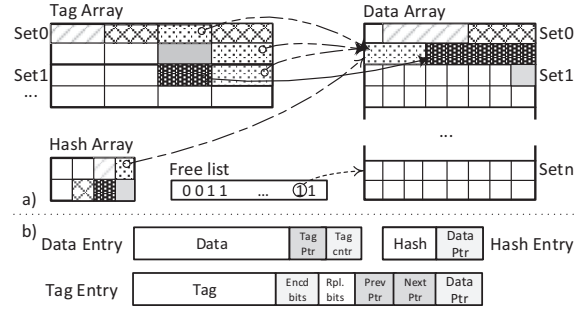 Tag Array
Data Array
Set0
Set0
Set1
Set1
...
...
Hash Array
Free list
0 0 1 1 ... 1 1
Setn
a)
b)
Data Entry
Data
Tag Ptr
Tag cntr
Hash
Data Ptr
Hash Entry
Tag Entry
Tag
Encd bits
Rpl. bits
Prev Ptr
Next Ptr
Data Ptr